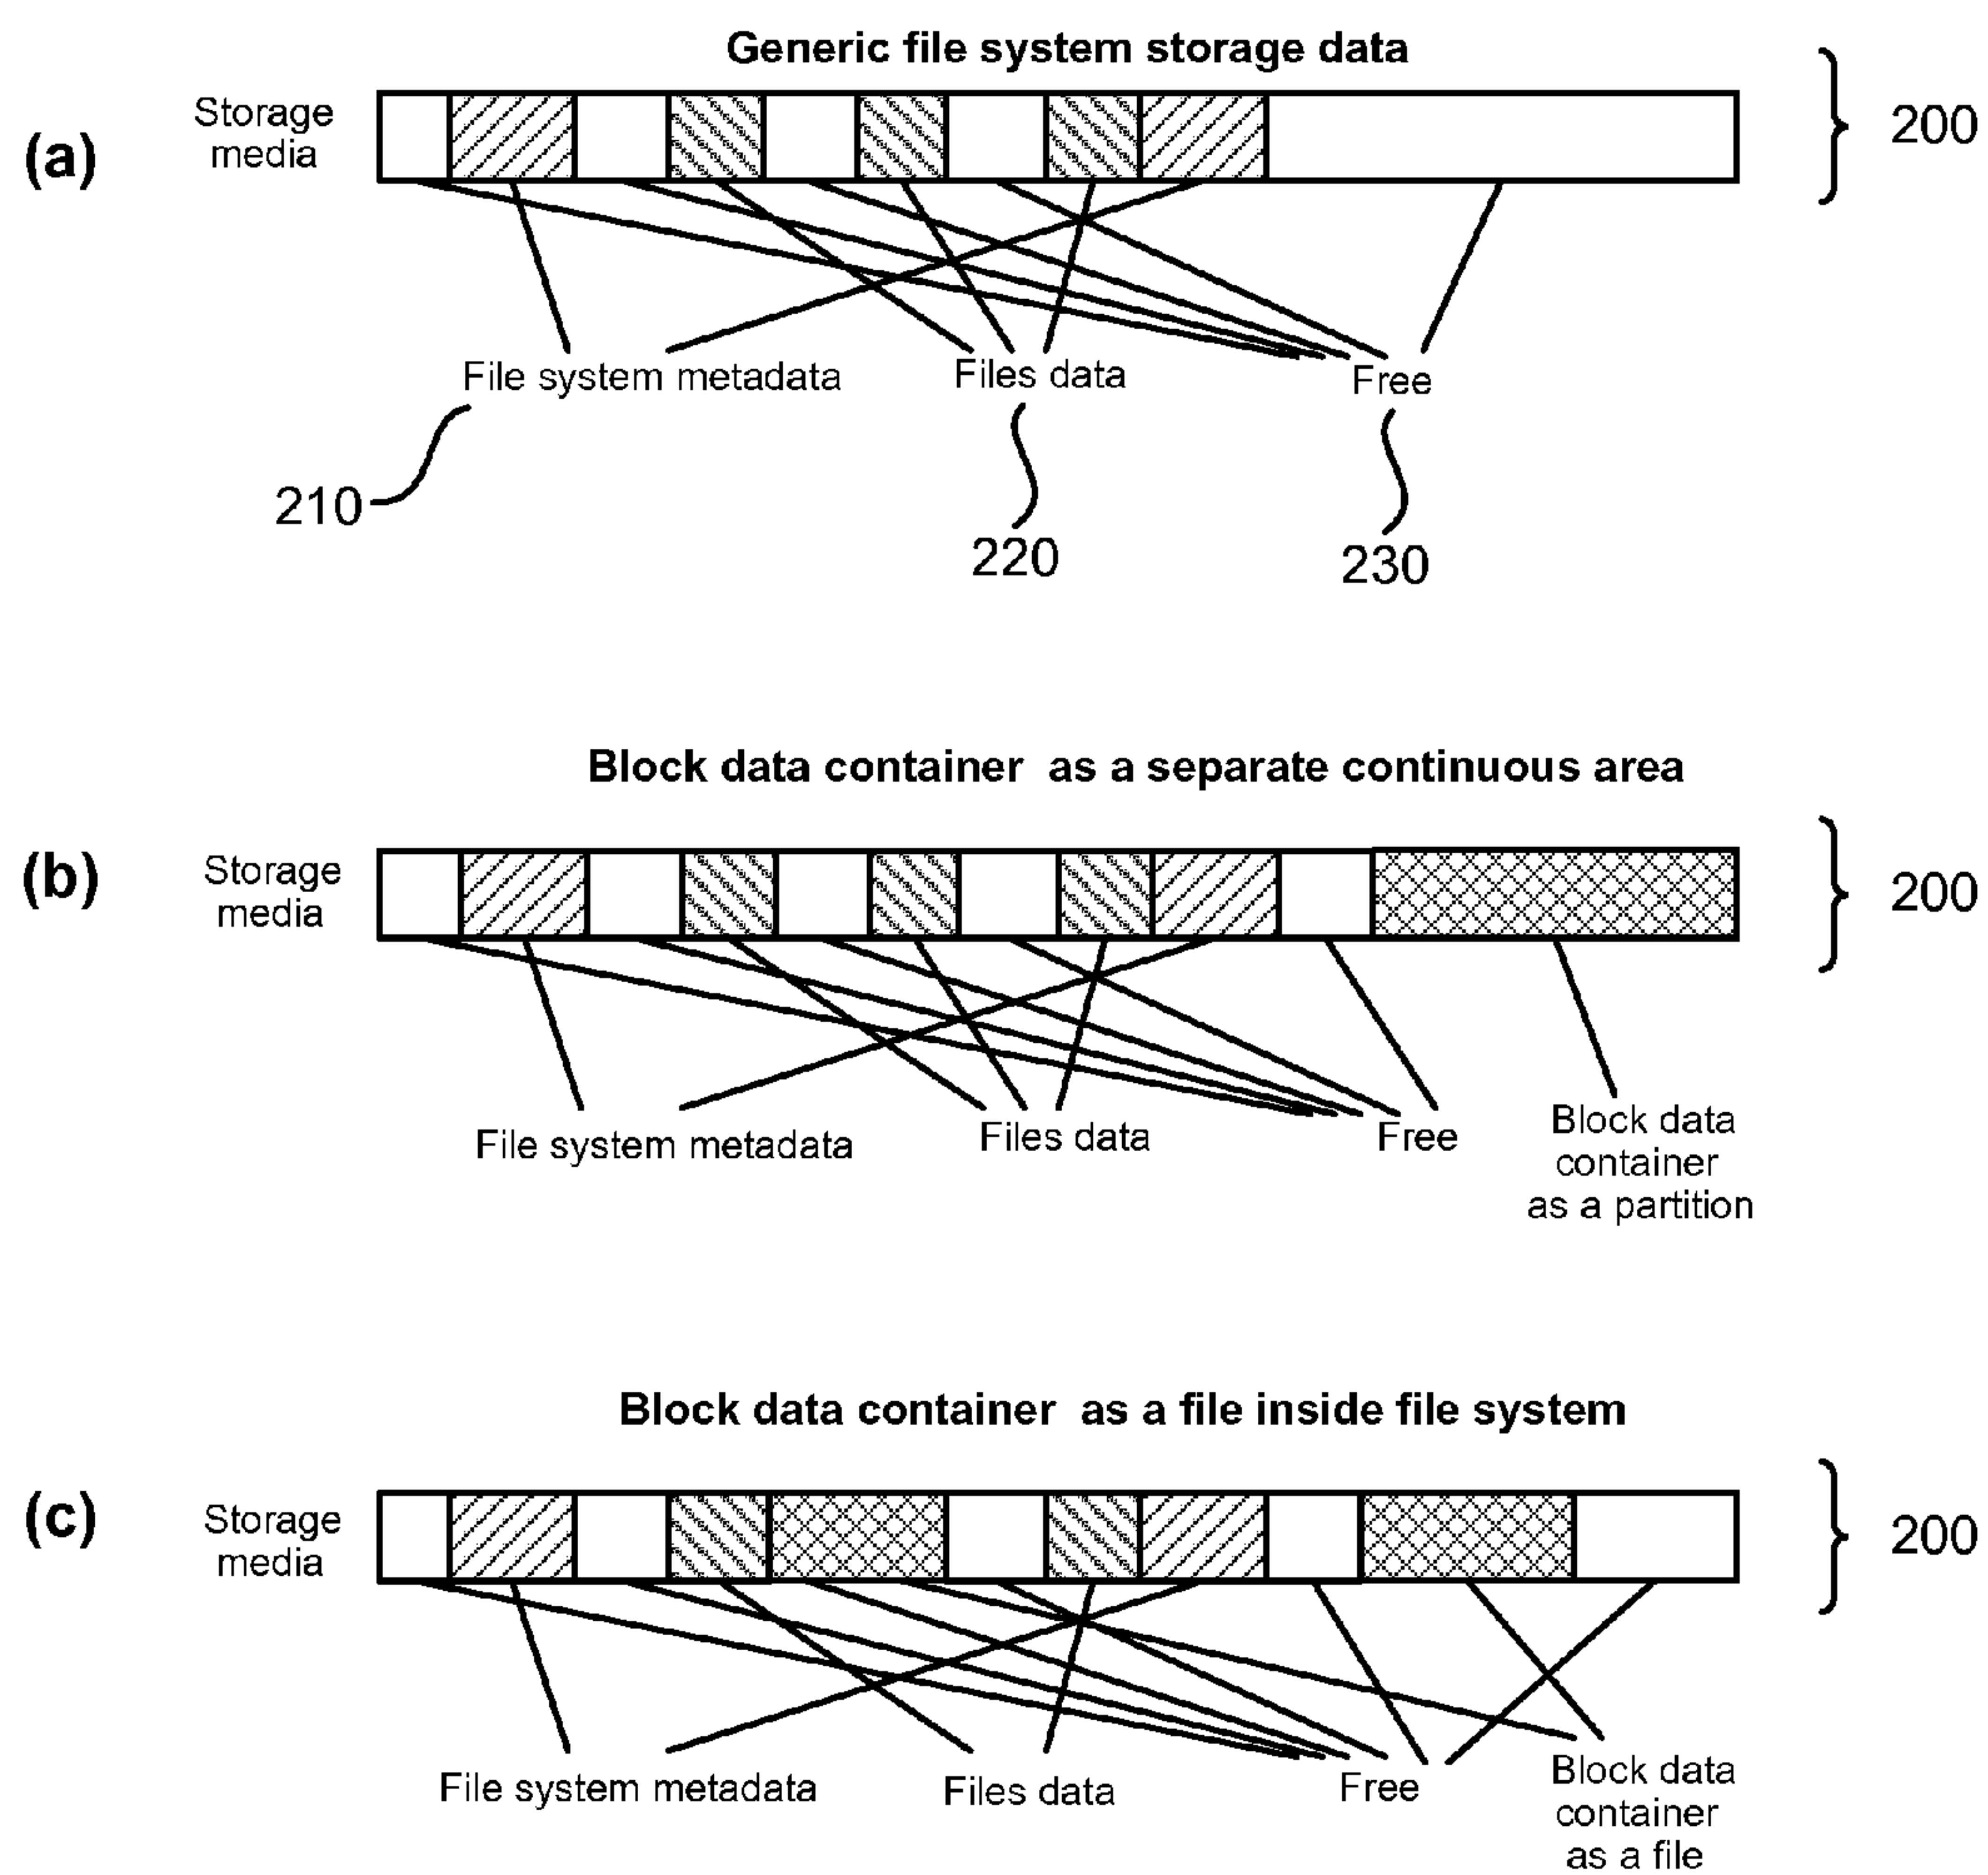 Generic file system storage data
(a)
Storage
media
200
File system metadata
Files data
Free
210
220
230
Block data container as a separate continuous area
(b)
Storage
media
200
File system metadata
Files data
Free
Block data
container
as a partition
Block data container as a file inside file system
(c)
Storage
media
200
File system metadata
Files data
Free
Block data
container
as a file